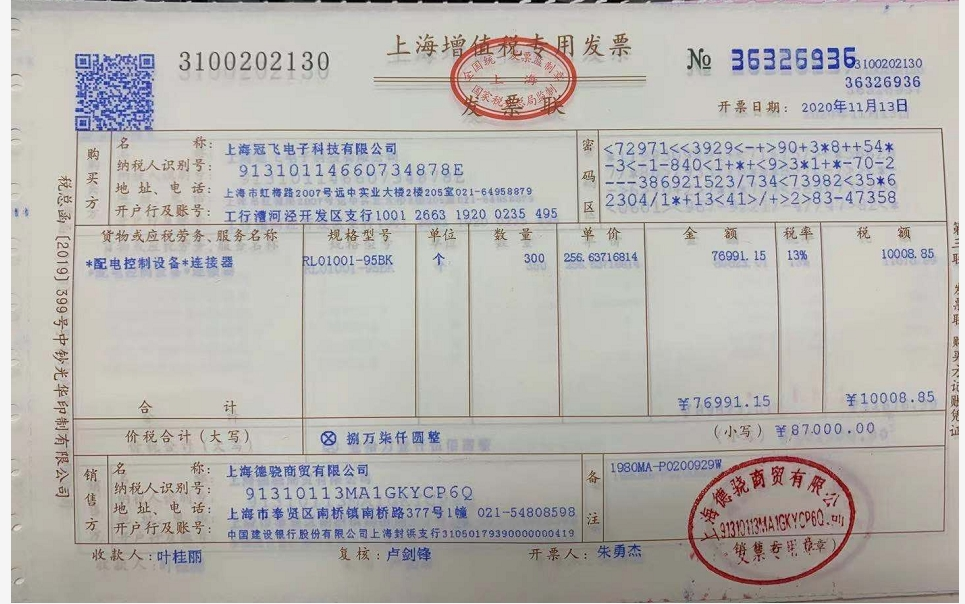 上海增值税专用发票
发票联
全国统一发票监制章
上海
国家税务总局监制
3100202130
№ 36326936
3100202130
36326936
开票日期: 2020年11月13日
税总函〔2019〕399号中钞光华印制有限公司
购买方
名称: 上海冠飞电子科技有限公司
纳税人识别号: 91310114660734878E
地址、电话: 上海市虹梅路2007号远中实业大楼2楼205室021-64958879
开户行及账号: 工行漕河泾开发区支行1001 2663 1920 0235 495
密码区
<72971<<3929<-+>90+3*8++54*
-3<-1-840<1+*+<9>3*1+*-70-2
---386921523/734<73982<35*6
2304/1*+13<41>/+>2>83-47358
货物或应税劳务、服务名称 规格型号 单位 数量 单价 金额 税率 税额
*配电控制设备*连接器 RL01001-95BK 个 300 256.63716814 76991.15 13% 10008.85
合计 ¥76991.15 ¥10008.85
价税合计(大写) ⊗ 捌万柒仟圆整 (小写) ¥87000.00
销售方
名称: 上海德骁商贸有限公司
纳税人识别号: 91310113MA1GKYCP6Q
地址、电话: 上海市奉贤区南桥镇南桥路377号1幢 021-54808598
开户行及账号: 中国建设银行股份有限公司上海封浜支行31050179390000000419
备注
1980MA-P0200929W
上海德骁商贸有限公司
91310113MA1GKYCP6Q
发票专用章
收款人: 叶桂丽 复核: 卢剑锋 开票人: 朱勇杰
第三联 发票联 购买方记账凭证